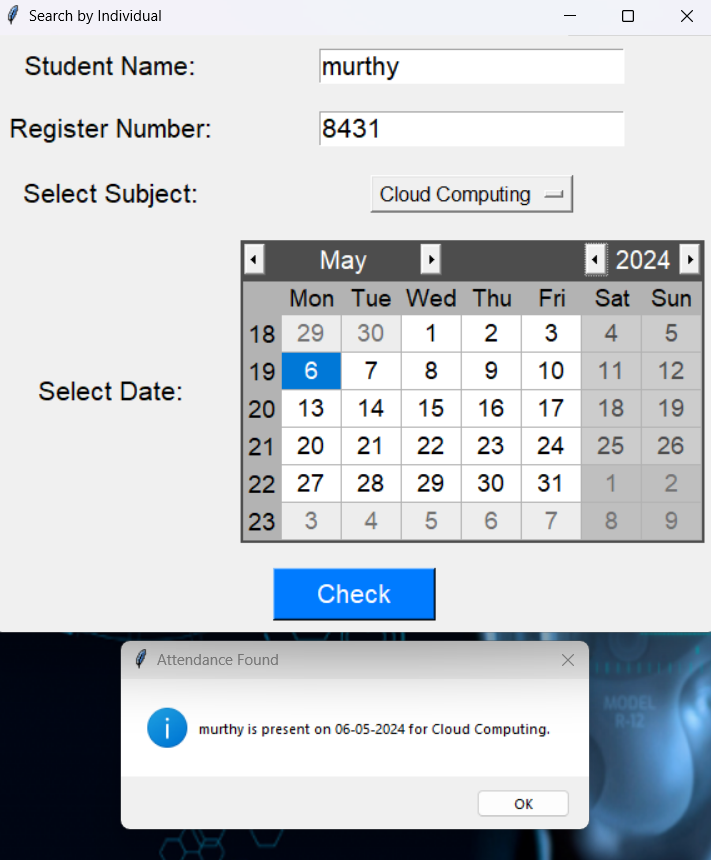 Search by Individual
Student Name: murthy
Register Number: 8431
Select Subject: Cloud Computing
May 2024
Mon Tue Wed Thu Fri Sat Sun
18 29 30 1 2 3 4 5
19 6 7 8 9 10 11 12
Select Date:
20 13 14 15 16 17 18 19
21 20 21 22 23 24 25 26
22 27 28 29 30 31 1 2
23 3 4 5 6 7 8 9
Check
Attendance Found
MODEL
R-12
murthy is present on 06-05-2024 for Cloud Computing.
OK